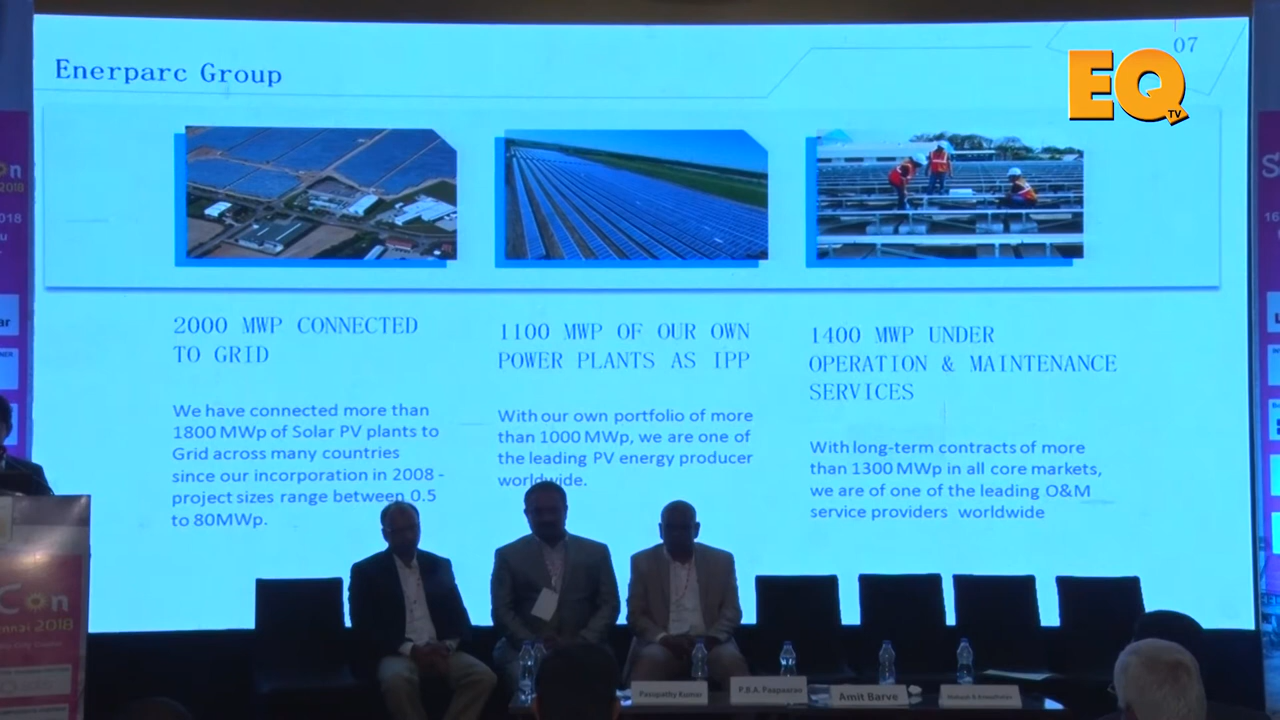 07
Enerparc Group
EQ
TV
2000 MWP CONNECTED
TO GRID
We have connected more than
1800 MWp of Solar PV plants to
Grid across many countries
since our incorporation in 2008 -
project sizes range between 0.5
to 80MWp.
1100 MWP OF OUR OWN
POWER PLANTS AS IPP
With our own portfolio of more
than 1000 MWp, we are one of
the leading PV energy producer
worldwide.
1400 MWP UNDER
OPERATION & MAINTENANCE
SERVICES
With long-term contracts of more
than 1300 MWp in all core markets,
we are of one of the leading O&M
service providers worldwide
2018
Con
nnai 2018
Pasupathy Kumar
P.B.A. Paapaaran
Amit Barve